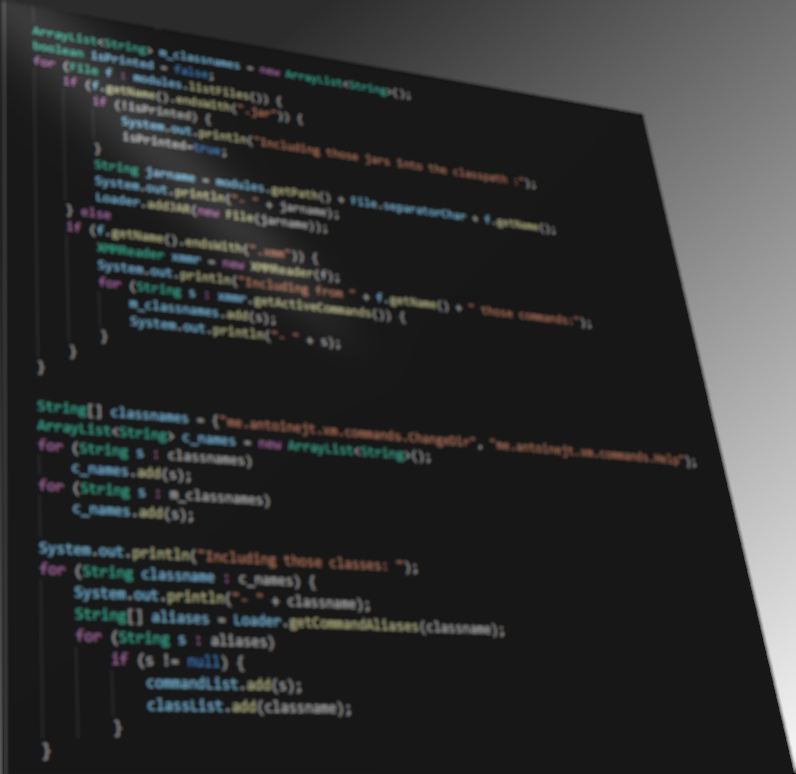 ArrayList<String> m_classnames = new ArrayList<String>();
boolean isPrinted = false;
for (File f : modules.listFiles()) {
if (f.getName().endsWith(".jar")) {
if (!isPrinted) {
System.out.println("Including those jars into the classpath :");
isPrinted=true;
}
String jarname = modules.getPath() + File.separatorChar + f.getName();
System.out.println("- " + jarname);
Loader.addJAR(new File(jarname));
} else
if (f.getName().endsWith(".xmm")) {
XMMReader xmmr = new XMMReader(f);
System.out.println("Including from " + f.getName() + " those commands:");
for (String s : xmmr.getActiveCommands()) {
m_classnames.add(s);
System.out.println("- " + s);
}
}
}
String[] classnames = {"me.antoinejt.xm.commands.ChangeDir", "me.antoinejt.xm.commands.Help"};
ArrayList<String> c_names = new ArrayList<String>();
for (String s : classnames)
c_names.add(s);
for (String s : m_classnames)
c_names.add(s);
System.out.println("Including those classes: ");
for (String classname : c_names) {
System.out.println("- " + classname);
String[] aliases = Loader.getCommandAliases(classname);
for (String s : aliases)
if (s != null) {
commandList.add(s);
classList.add(classname);
}
}